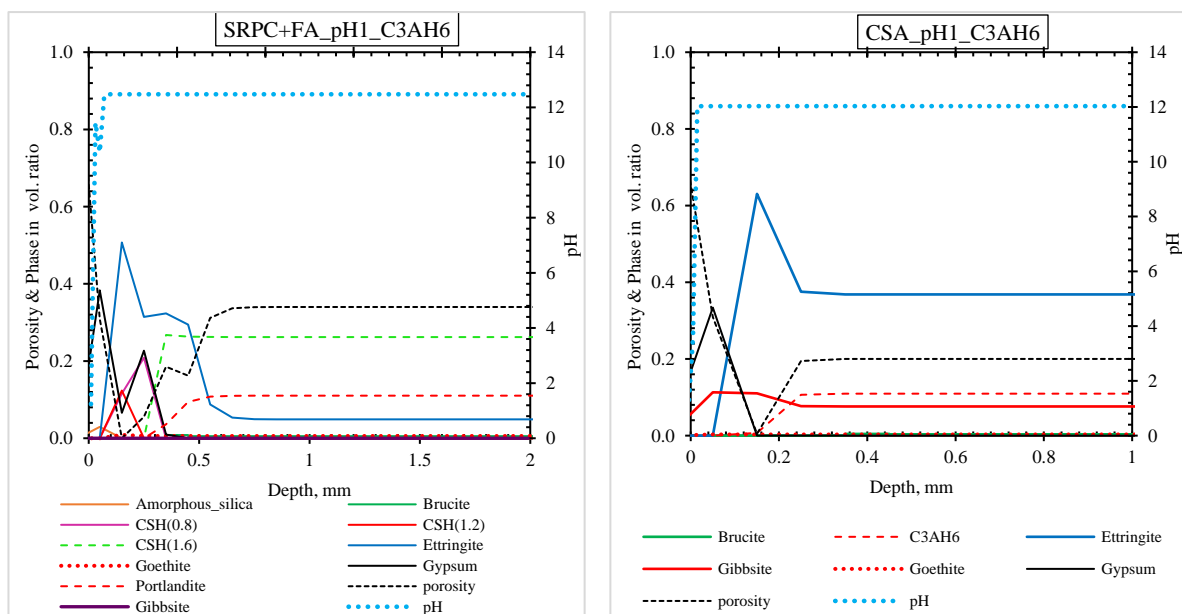 SRPC+FA_pH1_C3AH6
Porosity & Phase in vol. ratio
1.0
0.8
0.6
0.4
0.2
0.0
14
12
10
8
6
4
2
0
pH
0
0.5
1
1.5
2
Depth, mm
Amorphous_silica
Brucite
CSH(0.8)
CSH(1.2)
CSH(1.6)
Ettringite
Goethite
Gypsum
Portlandite
porosity
Gibbsite
pH
CSA_pH1_C3AH6
Porosity & Phase in vol. ratio
1.0
0.8
0.6
0.4
0.2
0.0
14
12
10
8
6
4
2
0
pH
0
0.2
0.4
0.6
0.8
1
Depth, mm
Brucite
C3AH6
Ettringite
Gibbsite
Goethite
Gypsum
porosity
pH